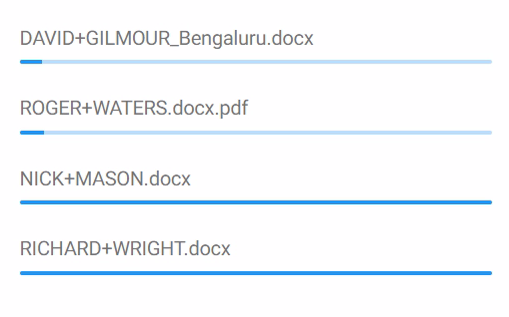 DAVID+GILMOUR_Bengaluru.docx
ROGER+WATERS.docx.pdf
NICK+MASON.docx
RICHARD+WRIGHT.docx